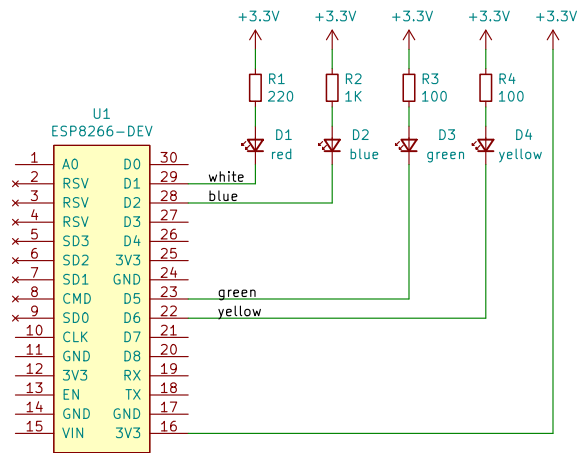 +3.3V +3.3V +3.3V +3.3V +3.3V
R1 R2 R3 R4
220 1K 100 100
U1
ESP8266-DEV
D1 D2 D3 D4
red blue green yellow
1 A0 D0 30
2 RSV D1 29 white
3 RSV D2 28 blue
4 RSV D3 27
5 SD3 D4 26
6 SD2 3V3 25
7 SD1 GND 24
8 CMD D5 23 green
9 SD0 D6 22 yellow
10 CLK D7 21
11 GND D8 20
12 3V3 RX 19
13 EN TX 18
14 GND GND 17
15 VIN 3V3 16